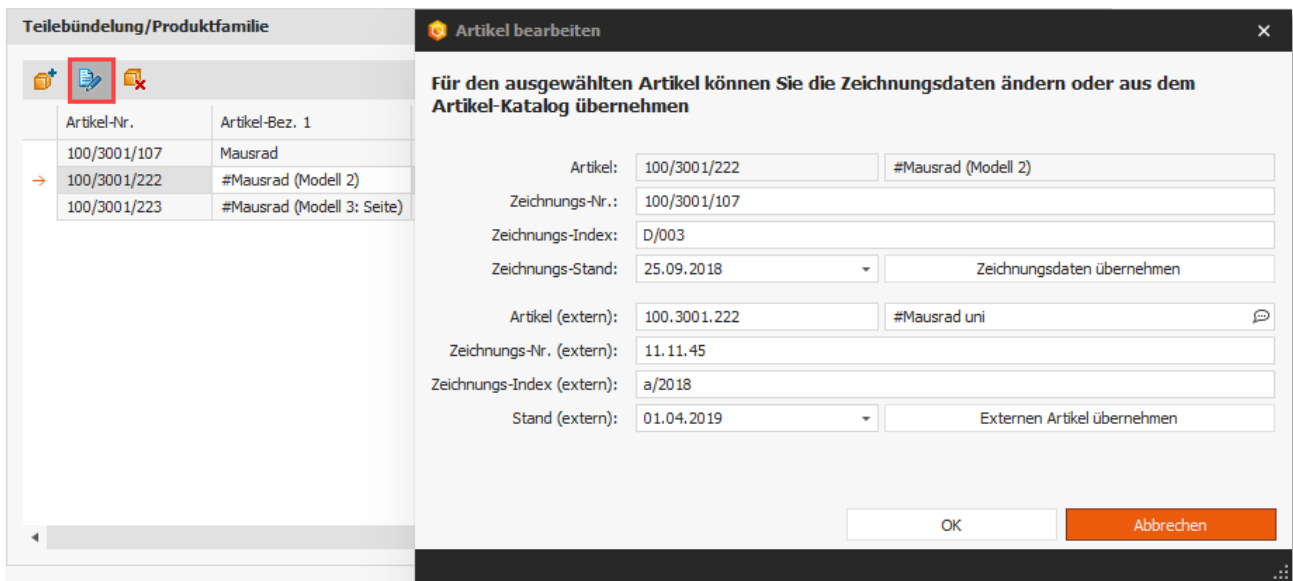 Teilebündelung/Produktfamilie
Artikel-Nr. Artikel-Bez. 1
100/3001/107 Mausrad
100/3001/222 #Mausrad (Modell 2)
100/3001/223 #Mausrad (Modell 3: Seite)
Artikel bearbeiten
Für den ausgewählten Artikel können Sie die Zeichnungsdaten ändern oder aus dem
Artikel-Katalog übernehmen
Artikel: 100/3001/222 #Mausrad (Modell 2)
Zeichnungs-Nr.: 100/3001/107
Zeichnungs-Index: D/003
Zeichnungs-Stand: 25.09.2018 Zeichnungsdaten übernehmen
Artikel (extern): 100.3001.222 #Mausrad uni
Zeichnungs-Nr. (extern): 11.11.45
Zeichnungs-Index (extern): a/2018
Stand (extern): 01.04.2019 Externen Artikel übernehmen
OK Abbrechen